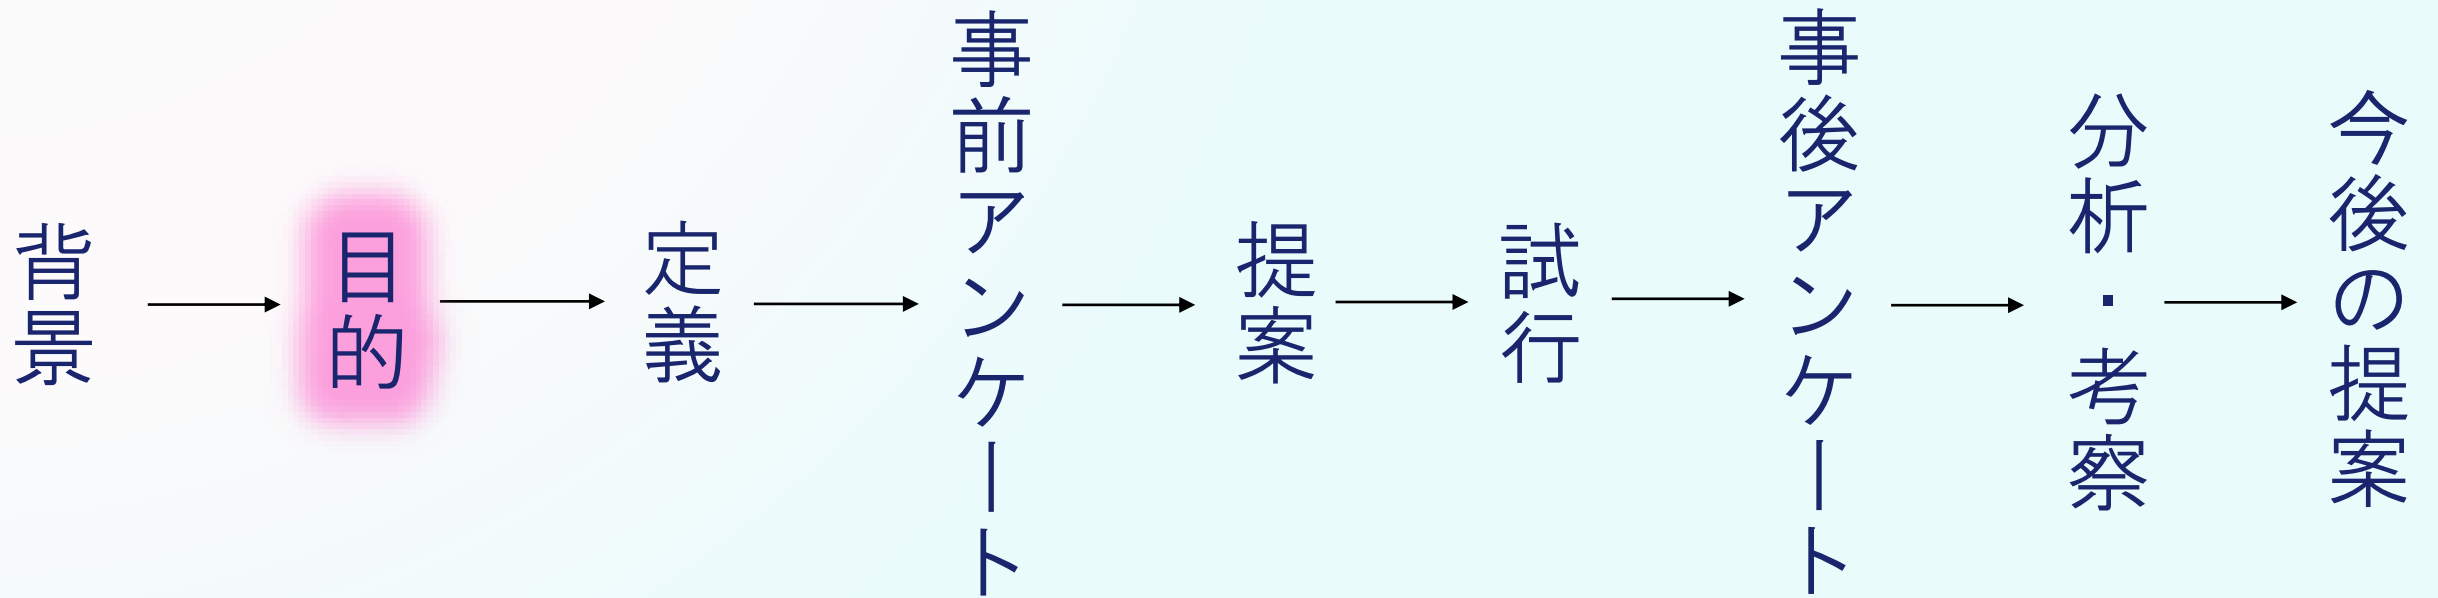 背景
目的
定義
事前アンケート
提案
試行
事後アンケート
分析・考察
今後の提案